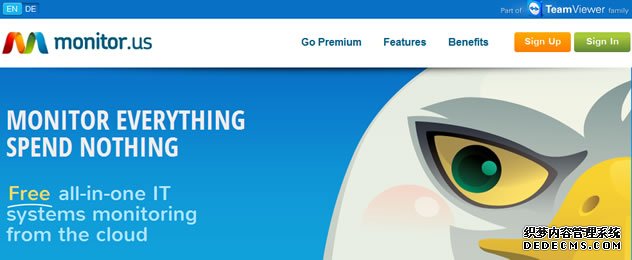 EN DE
Part of TeamViewer family
monitor.us
Go Premium Features Benefits Sign Up Sign In
MONITOR EVERYTHING
SPEND NOTHING
Free all-in-one IT
systems monitoring
from the cloud
织梦内容管理系统
DEDECMS.COM